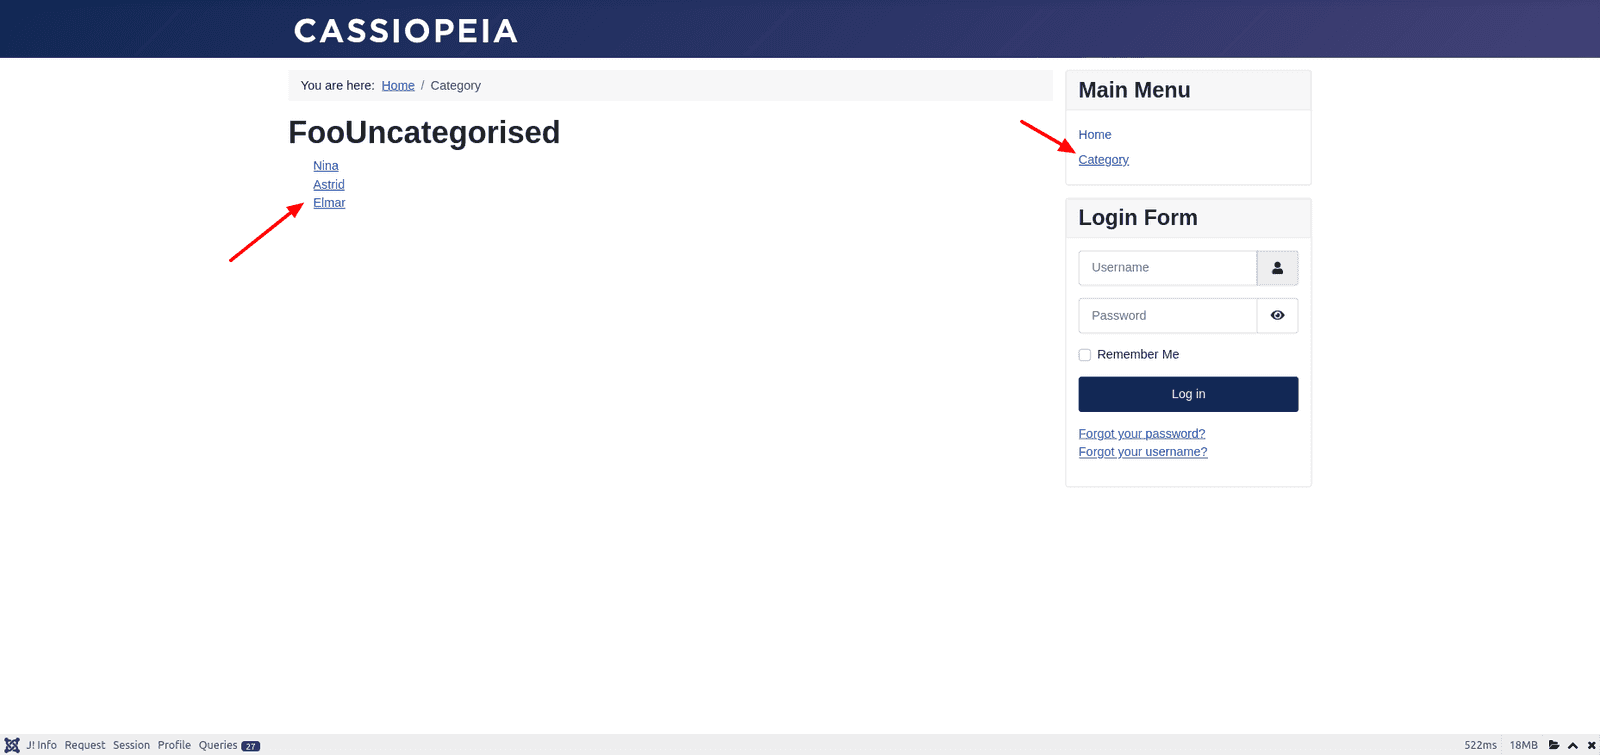 CASSIOPEIA
You are here: Home / Category
FooUncategorised
Nina
Astrid
Elmar
Main Menu
Home
Category
Login Form
Username
Password
Remember Me
Log in
Forgot your password?
Forgot your username?
J! Info Request Session Profile Queries 27 522ms 18MB